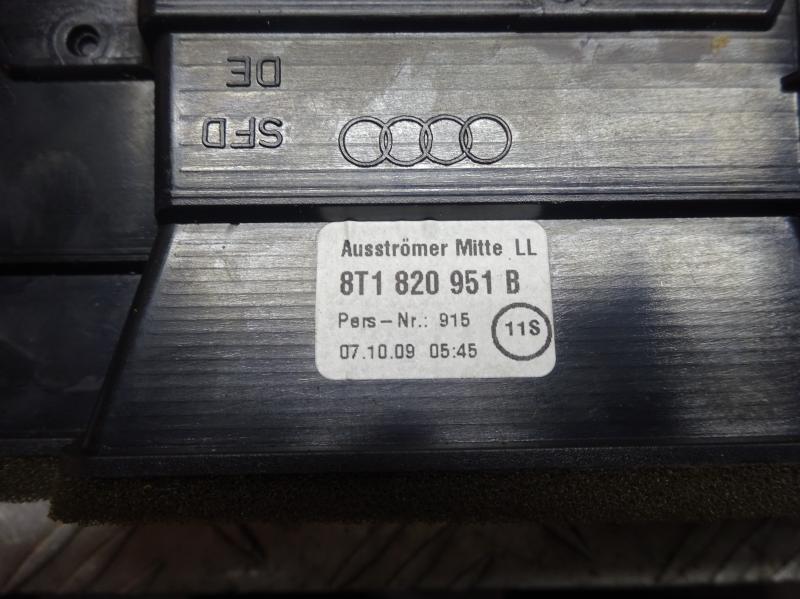 DE
SFD
Ausströmer Mitte LL
8T1 820 951 B
Pers-Nr.: 915
11S
07.10.09 05:45